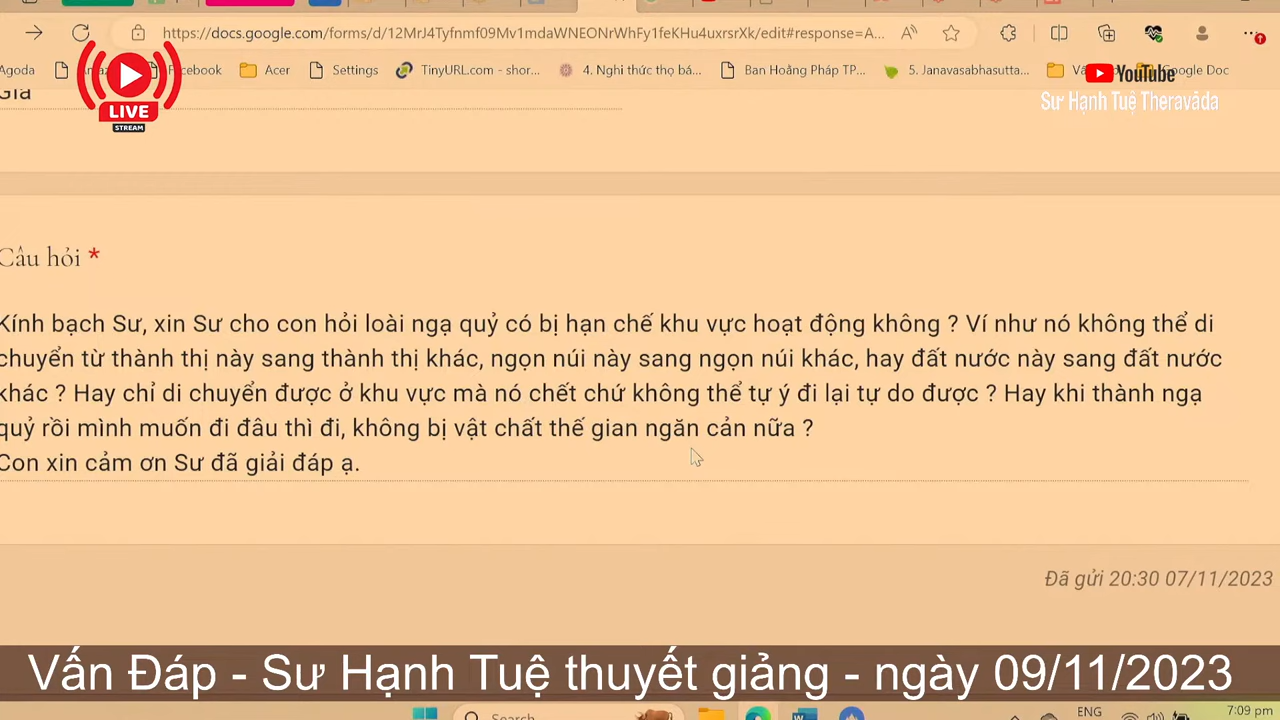 https://docs.google.com/forms/d/12MrJ4Tyfnmf09Mv1mdaWNEONrWhFy1feKHu4uxrsrXk/edit#response=A...
Agoda
Facebook
Acer
Settings
TinyURL.com - shor...
4. Nghi thức thọ bá...
Ban Hoằng Pháp TP...
5. Janavasabhasutta...
Google Doc
LIVE
STREAM
YouTube
Sư Hạnh Tuệ Theravāda
Gia
Câu hỏi *
Kính bạch Sư, xin Sư cho con hỏi loài ngạ quỷ có bị hạn chế khu vực hoạt động không ? Ví như nó không thể di
chuyển từ thành thị này sang thành thị khác, ngọn núi này sang ngọn núi khác, hay đất nước này sang đất nước
khác ? Hay chỉ di chuyển được ở khu vực mà nó chết chứ không thể tự ý đi lại tự do được ? Hay khi thành ngạ
quỷ rồi mình muốn đi đâu thì đi, không bị vật chất thế gian ngăn cản nữa ?
Con xin cảm ơn Sư đã giải đáp ạ.
Đã gửi 20:30 07/11/2023
Vấn Đáp - Sư Hạnh Tuệ thuyết giảng - ngày 09/11/2023
Search
ENG
7:09 pm